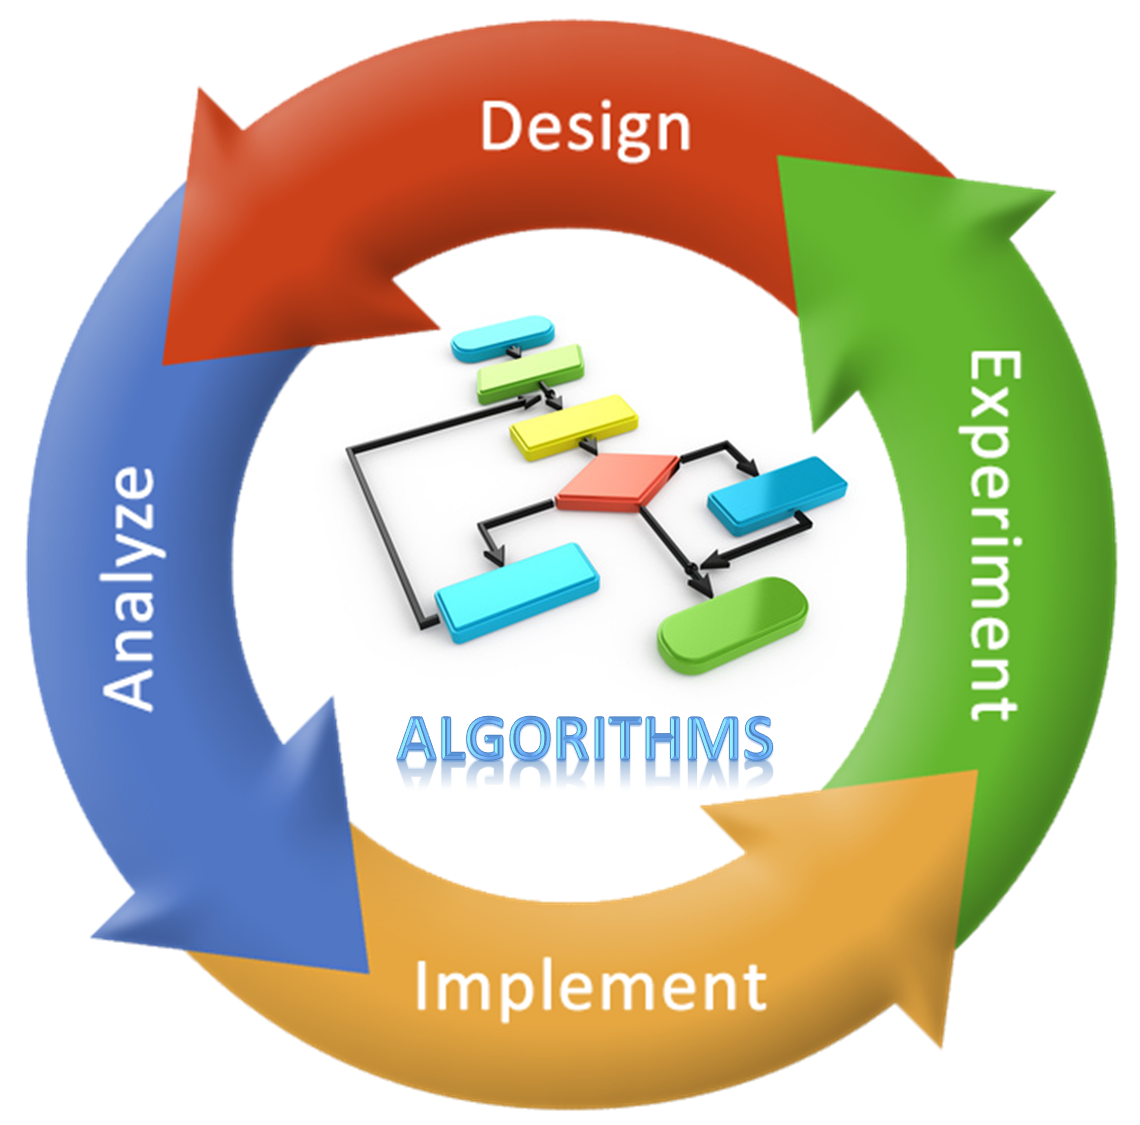 Design
Analyze
Implement
Experiment
ALGORITHMS